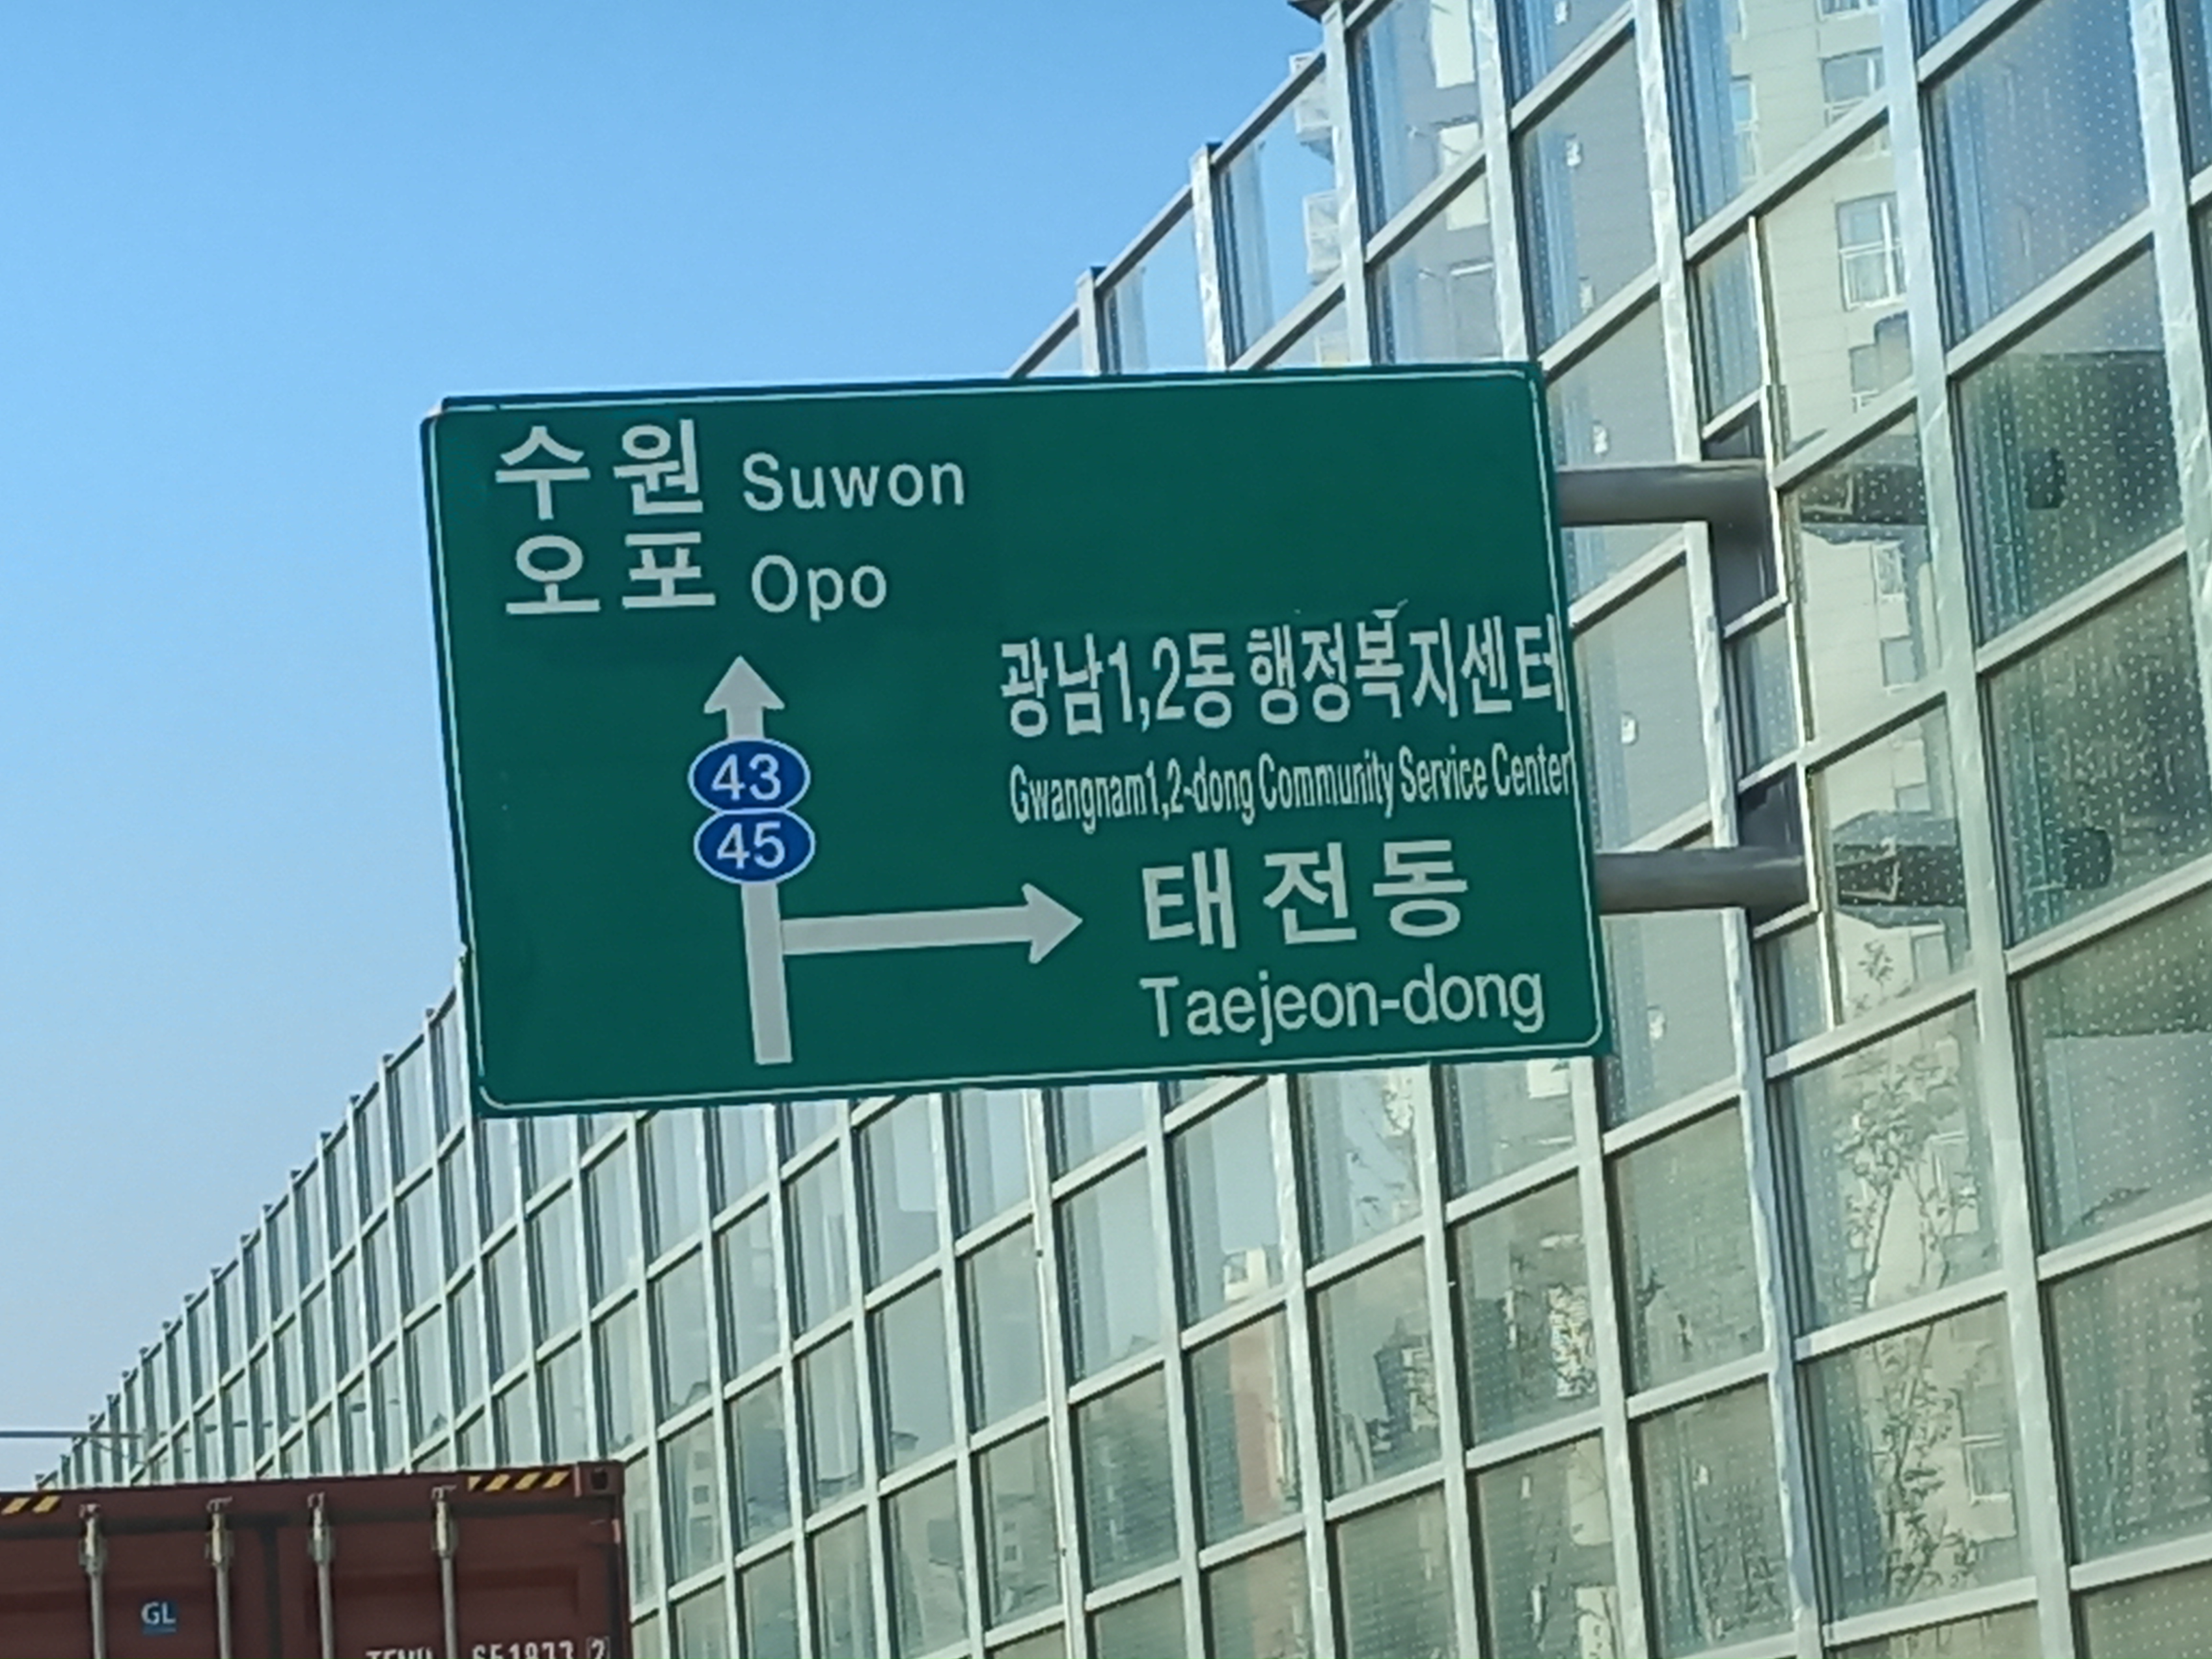 수원 Suwon
오포 Opo
광남1,2동 행정복지센터
Gwangnam1,2-dong Community Service Center
43
45
태전동
Taejeon-dong
GL